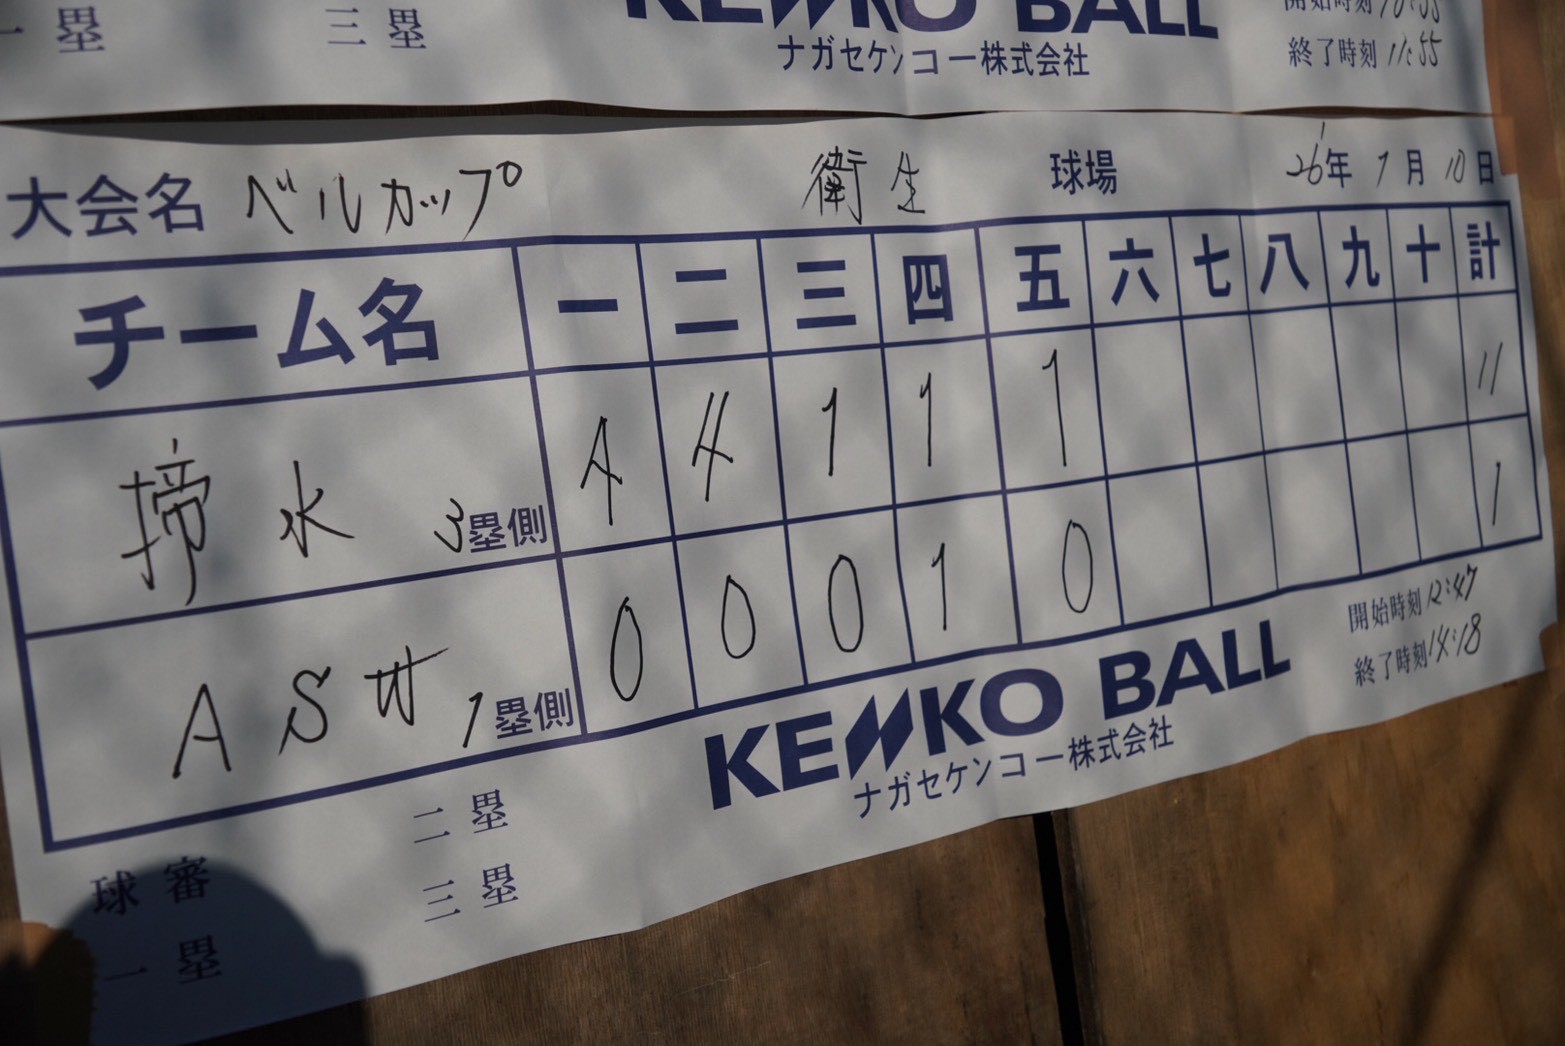 一塁 三塁
KENKO BALL
ナガセケンコー株式会社
終了時刻 11:55
大会名 ベルカップ 衛生 球場 '26年 1月 10日
チーム名 一 二 三 四 五 六 七 八 九 十 計
揥水 3塁側 4 4 1 1 1 11
ASサ 1塁側 0 0 0 1 0 1
開始時刻 12:47
終了時刻 14:18
KENKO BALL
ナガセケンコー株式会社
球審 二塁
一塁 三塁